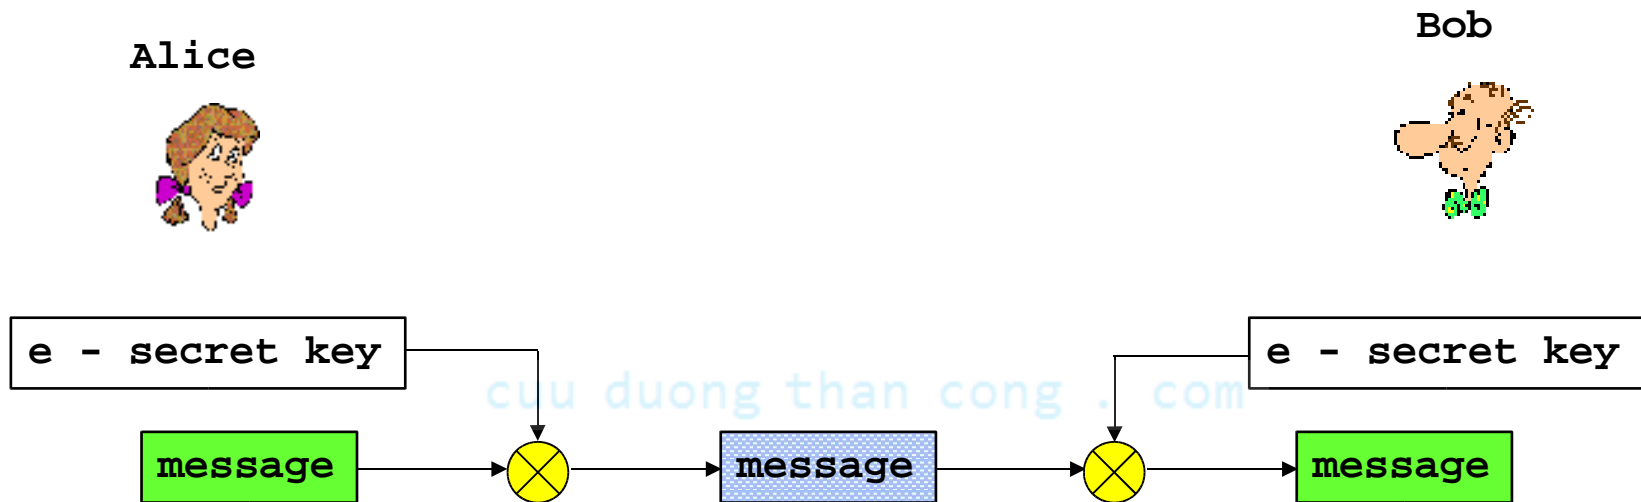 Bob
Alice
e - secret key
e - secret key
cuu duong than cong . com
message
message
message